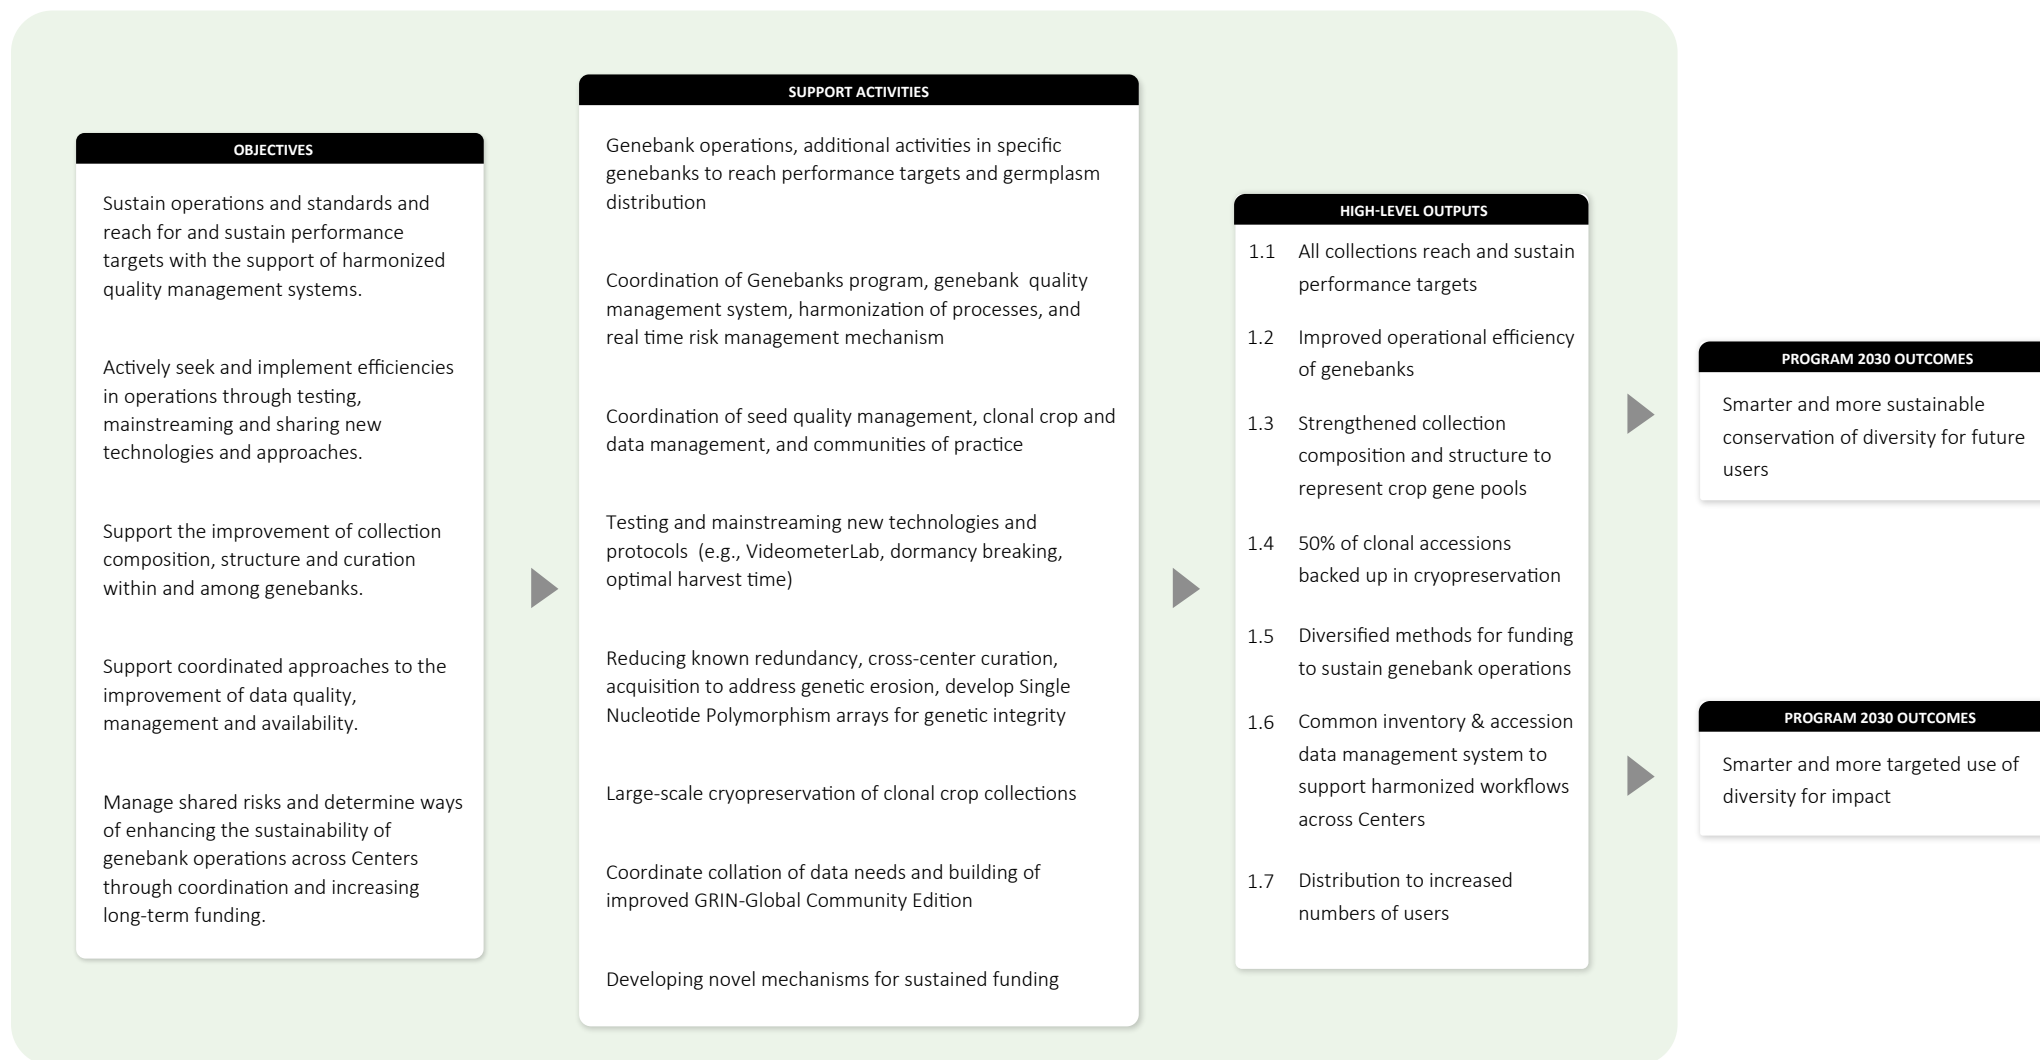 OBJECTIVES
Sustain operations and standards and
reach for and sustain performance
targets with the support of harmonized
quality management systems.
Actively seek and implement efficiencies
in operations through testing,
mainstreaming and sharing new
technologies and approaches.
Support the improvement of collection
composition, structure and curation
within and among genebanks.
Support coordinated approaches to the
improvement of data quality,
management and availability.
Manage shared risks and determine ways
of enhancing the sustainability of
genebank operations across Centers
through coordination and increasing
long-term funding.
SUPPORT ACTIVITIES
Genebank operations, additional activities in specific
genebanks to reach performance targets and germplasm
distribution
Coordination of Genebanks program, genebank  quality
management system, harmonization of processes, and
real time risk management mechanism
Coordination of seed quality management, clonal crop and
data management, and communities of practice
Testing and mainstreaming new technologies and
protocols  (e.g., VideometerLab, dormancy breaking,
optimal harvest time)
Reducing known redundancy, cross-center curation,
acquisition to address genetic erosion, develop Single
Nucleotide Polymorphism arrays for genetic integrity
Large-scale cryopreservation of clonal crop collections
Coordinate collation of data needs and building of
improved GRIN-Global Community Edition
Developing novel mechanisms for sustained funding
HIGH-LEVEL OUTPUTS
1.1 All collections reach and sustain
performance targets
1.2 Improved operational efficiency
of genebanks
1.3 Strengthened collection
composition and structure to
represent crop gene pools
1.4 50% of clonal accessions
backed up in cryopreservation
1.5 Diversified methods for funding
to sustain genebank operations
1.6 Common inventory & accession
data management system to
support harmonized workflows
across Centers
1.7 Distribution to increased
numbers of users
PROGRAM 2030 OUTCOMES
Smarter and more sustainable
conservation of diversity for future
users
PROGRAM 2030 OUTCOMES
Smarter and more targeted use of
diversity for impact